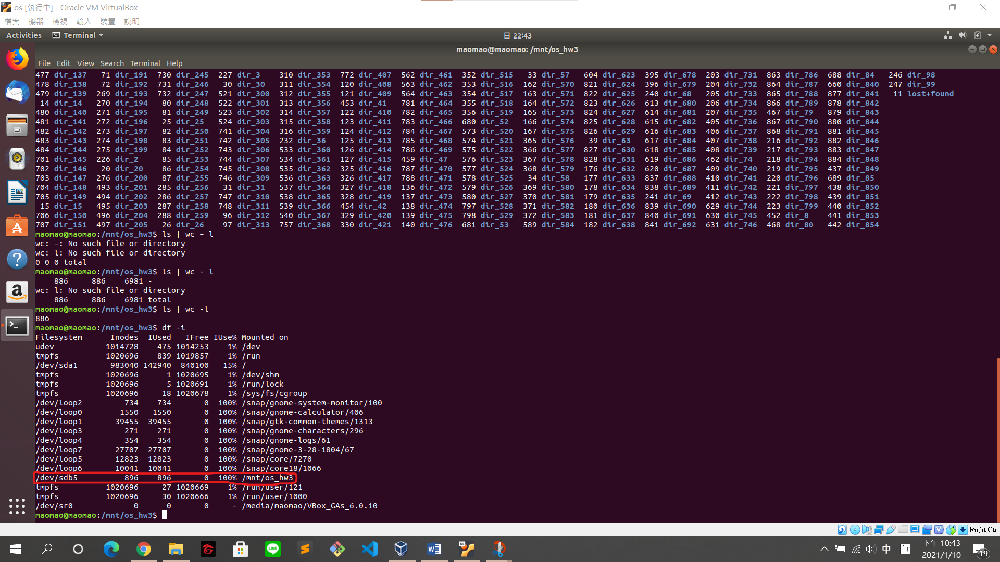 os [執行中] - Oracle VM VirtualBox
檔案 機器 檢視 輸入 裝置 說明
Activities Terminal 日 22:43
maomao@maomao: /mnt/os_hw3
File Edit View Search Terminal Help
477 dir_137 71 dir_191 730 dir_245 227 dir_3 310 dir_353 772 dir_407 562 dir_461 352 dir_515 33 dir_57 604 dir_623 395 dir_678 203 dir_731 863 dir_786 688 dir_84 246 dir_98
478 dir_138 72 dir_192 731 dir_246 30 dir_30 311 dir_354 120 dir_408 563 dir_462 353 dir_516 162 dir_570 821 dir_624 396 dir_679 204 dir_732 864 dir_787 660 dir_840 247 dir_99
479 dir_139 269 dir_193 732 dir_247 521 dir_300 312 dir_355 121 dir_409 564 dir_463 354 dir_517 163 dir_571 822 dir_625 240 dir_68 205 dir_733 865 dir_788 877 dir_841 11 lost+found
14 dir_14 270 dir_194 80 dir_248 522 dir_301 313 dir_356 453 dir_41 781 dir_464 355 dir_518 164 dir_572 823 dir_626 613 dir_680 206 dir_734 866 dir_789 878 dir_842
480 dir_140 271 dir_195 81 dir_249 523 dir_302 314 dir_357 122 dir_410 782 dir_465 356 dir_519 165 dir_573 824 dir_627 614 dir_681 207 dir_735 467 dir_79 879 dir_843
481 dir_141 272 dir_196 25 dir_25 524 dir_303 315 dir_358 123 dir_411 783 dir_466 680 dir_52 166 dir_574 825 dir_628 615 dir_682 405 dir_736 867 dir_790 880 dir_844
482 dir_142 273 dir_197 82 dir_250 741 dir_304 316 dir_359 124 dir_412 784 dir_467 573 dir_520 167 dir_575 826 dir_629 616 dir_683 406 dir_737 868 dir_791 881 dir_845
483 dir_143 274 dir_198 83 dir_251 742 dir_305 232 dir_36 125 dir_413 785 dir_468 574 dir_521 365 dir_576 39 dir_63 617 dir_684 407 dir_738 216 dir_792 882 dir_846
484 dir_144 275 dir_199 84 dir_252 743 dir_306 533 dir_360 126 dir_414 786 dir_469 575 dir_522 366 dir_577 827 dir_630 618 dir_685 408 dir_739 217 dir_793 883 dir_847
701 dir_145 226 dir_2 85 dir_253 744 dir_307 534 dir_361 127 dir_415 459 dir_47 576 dir_523 367 dir_578 828 dir_631 619 dir_686 462 dir_74 218 dir_794 884 dir_848
702 dir_146 20 dir_20 86 dir_254 745 dir_308 535 dir_362 325 dir_416 787 dir_470 577 dir_524 368 dir_579 176 dir_632 620 dir_687 409 dir_740 219 dir_795 437 dir_849
703 dir_147 276 dir_200 87 dir_255 746 dir_309 536 dir_363 326 dir_417 788 dir_471 578 dir_525 34 dir_58 177 dir_633 837 dir_688 410 dir_741 220 dir_796 689 dir_85
704 dir_148 493 dir_201 285 dir_256 31 dir_31 537 dir_364 327 dir_418 136 dir_472 579 dir_526 369 dir_580 178 dir_634 838 dir_689 411 dir_742 221 dir_797 438 dir_850
705 dir_149 494 dir_202 286 dir_257 747 dir_310 538 dir_365 328 dir_419 137 dir_473 580 dir_527 370 dir_581 179 dir_635 241 dir_69 412 dir_743 222 dir_798 439 dir_851
15 dir_15 495 dir_203 287 dir_258 748 dir_311 539 dir_366 454 dir_42 138 dir_474 797 dir_528 371 dir_582 180 dir_636 839 dir_690 629 dir_744 223 dir_799 440 dir_852
706 dir_150 496 dir_204 288 dir_259 96 dir_312 540 dir_367 329 dir_420 139 dir_475 798 dir_529 372 dir_583 181 dir_637 840 dir_691 630 dir_745 452 dir_8 441 dir_853
707 dir_151 497 dir_205 26 dir_26 97 dir_313 757 dir_368 330 dir_421 140 dir_476 681 dir_53 589 dir_584 182 dir_638 841 dir_692 631 dir_746 468 dir_80 442 dir_854
maomao@maomao:/mnt/os_hw3$ ls | wc – l
wc: –: No such file or directory
wc: l: No such file or directory
0 0 0 total
maomao@maomao:/mnt/os_hw3$ ls | wc - l
886 886 6981 -
wc: l: No such file or directory
886 886 6981 total
maomao@maomao:/mnt/os_hw3$ ls | wc -l
886
maomao@maomao:/mnt/os_hw3$ df -i
Filesystem Inodes IUsed IFree IUse% Mounted on
udev 1014728 475 1014253 1% /dev
tmpfs 1020696 839 1019857 1% /run
/dev/sda1 983040 142940 840100 15% /
tmpfs 1020696 1 1020695 1% /dev/shm
tmpfs 1020696 5 1020691 1% /run/lock
tmpfs 1020696 18 1020678 1% /sys/fs/cgroup
/dev/loop2 734 734 0 100% /snap/gnome-system-monitor/100
/dev/loop0 1550 1550 0 100% /snap/gnome-calculator/406
/dev/loop1 39455 39455 0 100% /snap/gtk-common-themes/1313
/dev/loop3 271 271 0 100% /snap/gnome-characters/296
/dev/loop4 354 354 0 100% /snap/gnome-logs/61
/dev/loop7 27707 27707 0 100% /snap/gnome-3-28-1804/67
/dev/loop5 12823 12823 0 100% /snap/core/7270
/dev/loop6 10041 10041 0 100% /snap/core18/1066
/dev/sdb5 896 896 0 100% /mnt/os_hw3
tmpfs 1020696 27 1020669 1% /run/user/121
tmpfs 1020696 30 1020666 1% /run/user/1000
/dev/sr0 0 0 0 - /media/maomao/VBox_GAs_6.0.10
maomao@maomao:/mnt/os_hw3$
Right Ctrl
中 ㄅ 下午 10:43
2021/1/10
19